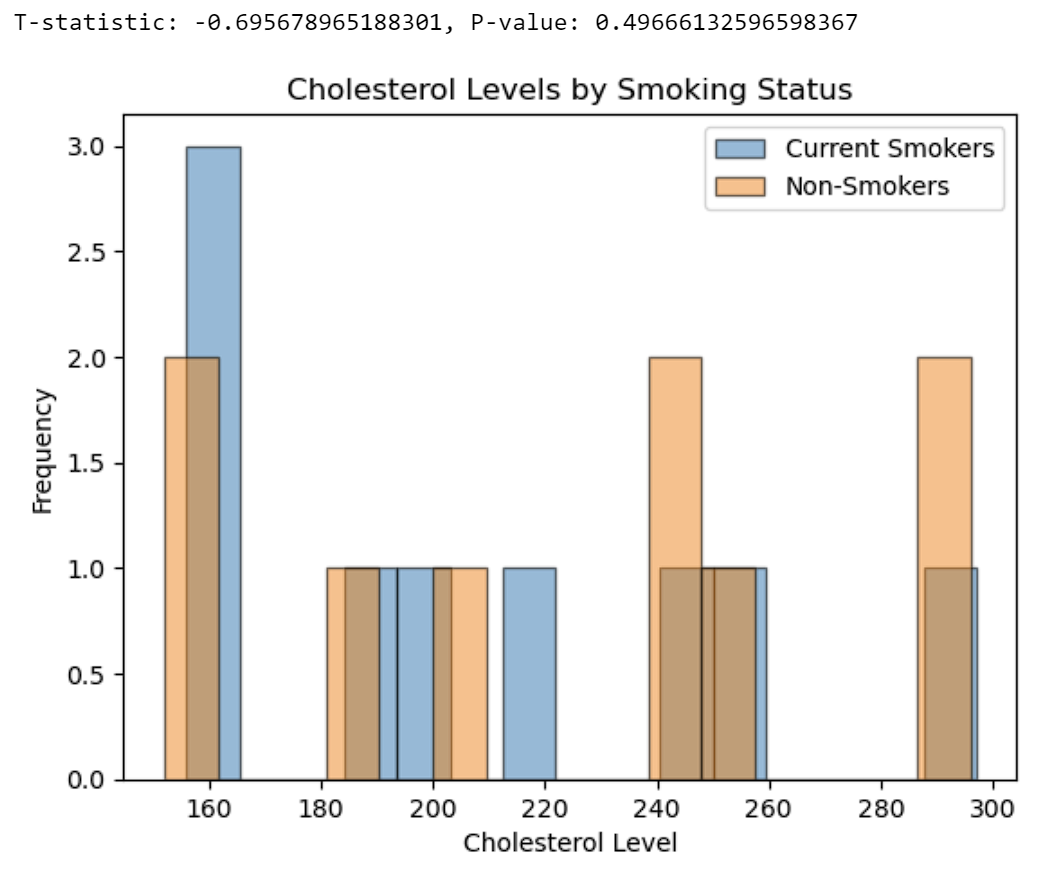 T-statistic: -0.695678965188301, P-value: 0.49666132596598367
Cholesterol Levels by Smoking Status
Current Smokers
Non-Smokers
3.0
2.5
2.0
1.5
1.0
0.5
0.0
Frequency
160 180 200 220 240 260 280 300
Cholesterol Level